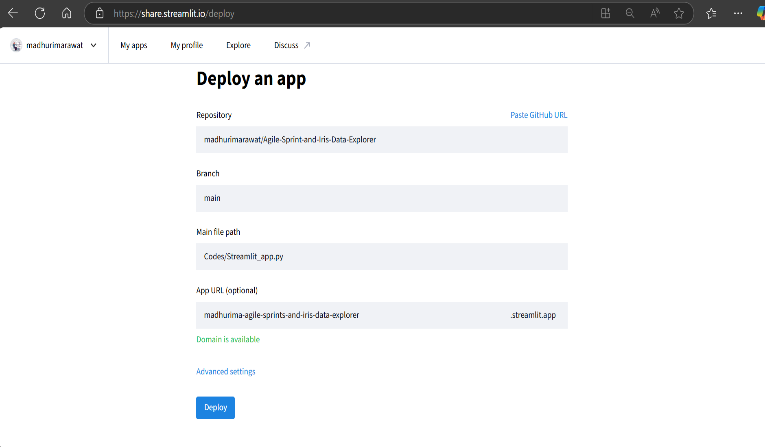 https://share.streamlit.io/deploy
madhurimarawat My apps My profile Explore Discuss
Deploy an app
Repository Paste GitHub URL
madhurimarawat/Agile-Sprint-and-Iris-Data-Explorer
Branch
main
Main file path
Codes/Streamlit_app.py
App URL (optional)
madhurima-agile-sprints-and-iris-data-explorer .streamlit.app
Domain is available
Advanced settings
Deploy